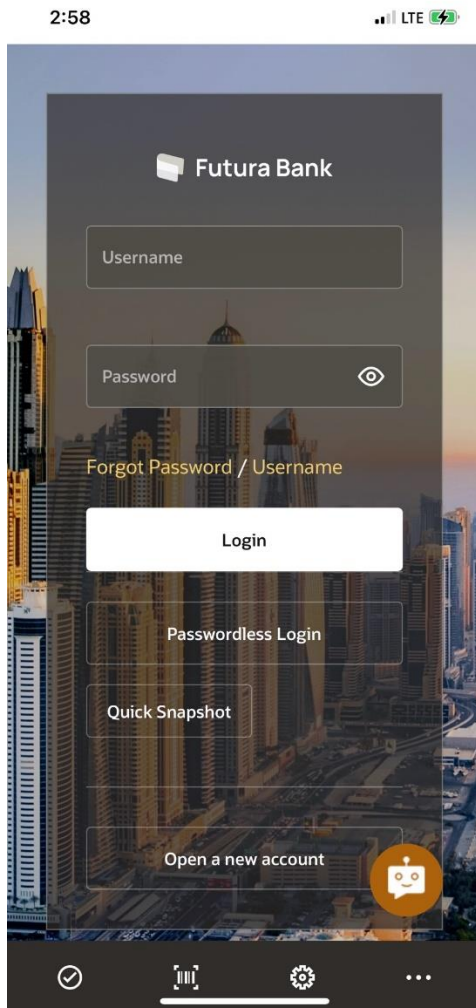 2:58 LTE
Futura Bank
Username
Password
Forgot Password / Username
Login
Passwordless Login
Quick Snapshot
Open a new account